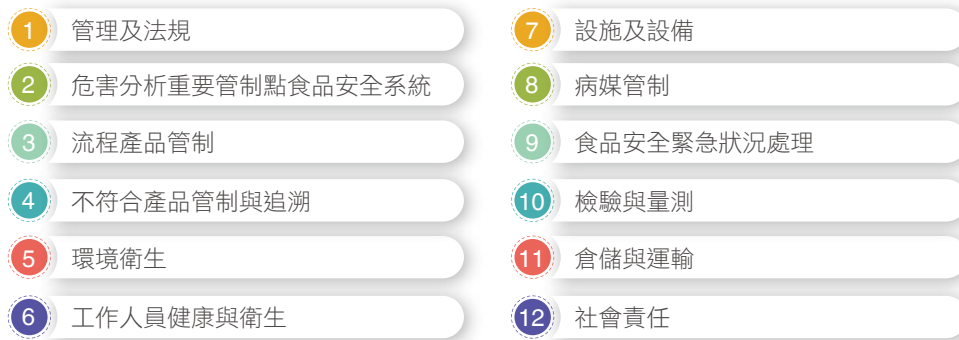 1 管理及法規
2 危害分析重要管制點食品安全系統
3 流程產品管制
4 不符合產品管制與追溯
5 環境衛生
6 工作人員健康與衛生
7 設施及設備
8 病媒管制
9 食品安全緊急狀況處理
10 檢驗與量測
11 倉儲與運輸
12 社會責任